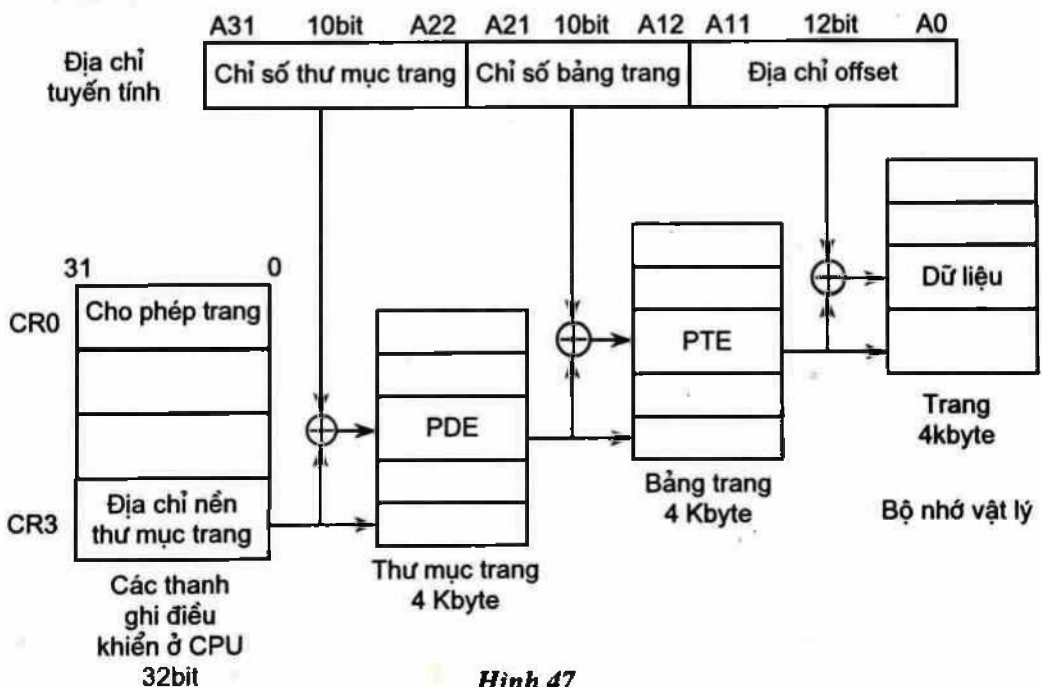 A31 10bit A22 A21 10bit A12 A11 12bit A0
Địa chỉ
tuyến tính
Chỉ số thư mục trang
Chỉ số bảng trang
Địa chỉ offset
31 0
CR0
Cho phép trang
CR3
Địa chỉ nền
thư mục trang
Các thanh
ghi điều
khiển ở CPU
32bit
PDE
Thư mục trang
4 Kbyte
PTE
Bảng trang
4 Kbyte
Dữ liệu
Trang
4kbyte
Bộ nhớ vật lý
Hình 47